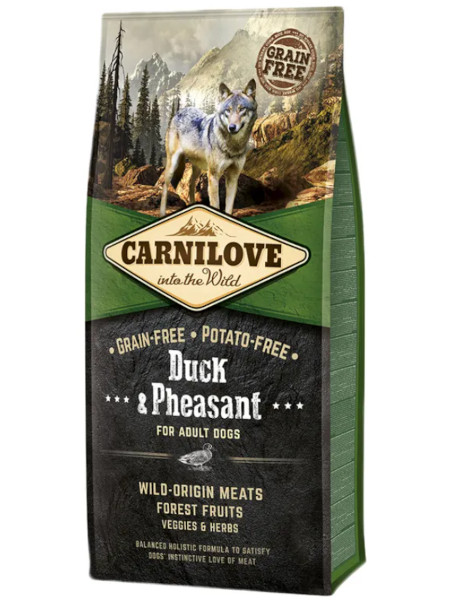 GRAIN
FREE
CARNILOVE
into the Wild
• GRAIN-FREE • POTATO-FREE •
Duck
& Pheasant
FOR ADULT DOGS
WILD-ORIGIN MEATS
FOREST FRUITS
VEGGIES & HERBS
BALANCED HOLISTIC FORMULA TO SATISFY
DOGS' INSTINCTIVE LOVE OF MEAT